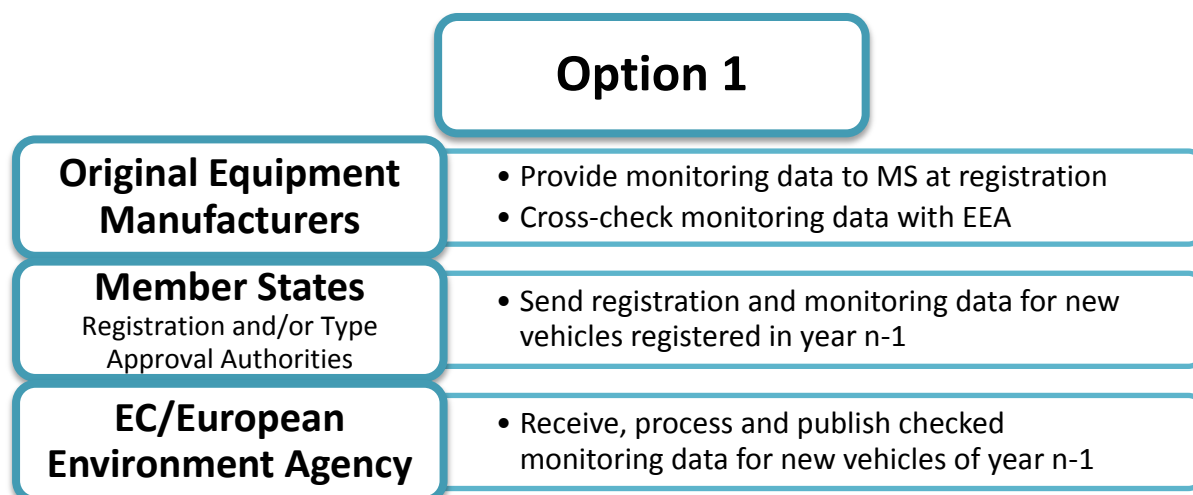 Option 1
Original Equipment
Manufacturers
• Provide monitoring data to MS at registration
• Cross-check monitoring data with EEA
Member States
Registration and/or Type
Approval Authorities
• Send registration and monitoring data for new
vehicles registered in year n-1
EC/European
Environment Agency
• Receive, process and publish checked
monitoring data for new vehicles of year n-1